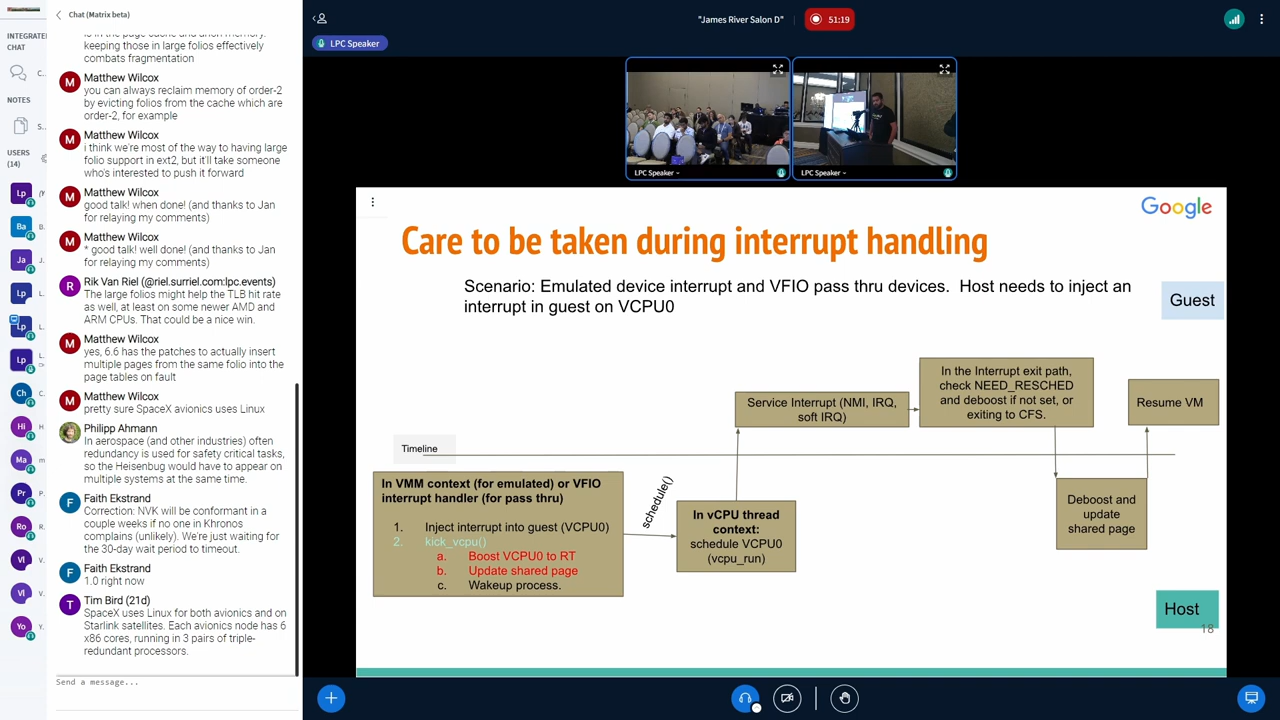 Chat (Matrix beta)
"James River Salon D"
51:19
LPC Speaker
INTEGRATE
CHAT
C..
NOTES
S..
USERS
(14)
Lp
Ba
Ja
Lp
Lp
Lp
Ch
Hi
Ma
Pr
Ro
Vl
Vl
Yo
is in the page cache and anon memory.
keeping those in large folios effectively
combats fragmentation
Matthew Wilcox
you can always reclaim memory of order-2
by evicting folios from the cache which are
order-2, for example
Matthew Wilcox
i think we're most of the way to having large
folio support in ext2, but it'll take someone
who's interested to push it forward
Matthew Wilcox
good talk! when done! (and thanks to Jan
for relaying my comments)
Matthew Wilcox
* good talk! well done! (and thanks to Jan
for relaying my comments)
Rik Van Riel (@riel.surriel.com:lpc.events)
The large folios might help the TLB hit rate
as well, at least on some newer AMD and
ARM CPUs. That could be a nice win.
Matthew Wilcox
yes, 6.6 has the patches to actually insert
multiple pages from the same folio into the
page tables on fault
Matthew Wilcox
pretty sure SpaceX avionics uses Linux
Philipp Ahmann
In aerospace (and other industries) often
redundancy is used for safety critical tasks,
so the Heisenbug would have to appear on
multiple systems at the same time.
Faith Ekstrand
Correction: NVK will be conformant in a
couple weeks if no one in Khronos
complains (unlikely). We're just waiting for
the 30-day wait period to timeout.
Faith Ekstrand
1.0 right now
Tim Bird (21d)
SpaceX uses Linux for both avionics and on
Starlink satellites. Each avionics node has 6
x86 cores, running in 3 pairs of triple-
redundant processors.
Send a message...
LPC Speaker
LPC Speaker
Google
Care to be taken during interrupt handling
Scenario: Emulated device interrupt and VFIO pass thru devices. Host needs to inject an
interrupt in guest on VCPU0
Guest
Timeline
In VMM context (for emulated) or VFIO
interrupt handler (for pass thru)
1. Inject interrupt into guest (VCPU0)
2. kick_vcpu()
a. Boost VCPU0 to RT
b. Update shared page
c. Wakeup process.
schedule()
In vCPU thread
context:
schedule VCPU0
(vcpu_run)
Service Interrupt (NMI, IRQ,
soft IRQ)
In the Interrupt exit path,
check NEED_RESCHED
and deboost if not set, or
exiting to CFS.
Deboost and
update
shared page
Resume VM
Host
18